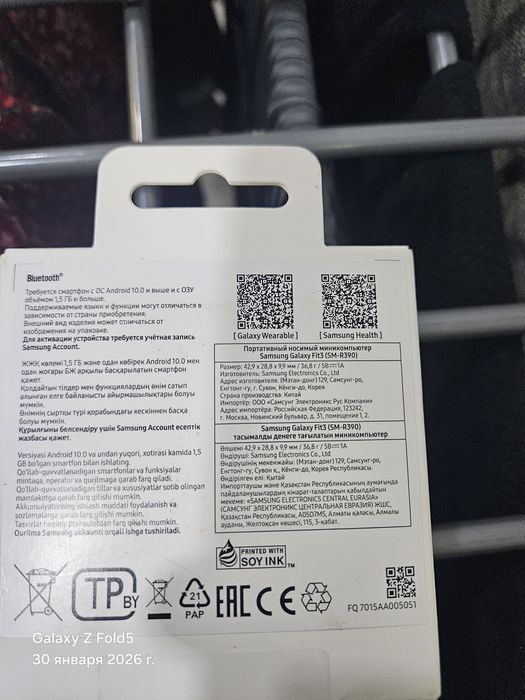 Bluetooth®
Требуется смартфон с ОС Android 10.0 и выше и с ОЗУ
объёмом 1,5 ГБ и больше.
Поддерживаемые языки и функции могут отличаться в
зависимости от страны приобретения.
Внешний вид изделия может отличаться от
изображения на упаковке.
Для активации устройства требуется учётная запись
Samsung Account.
ЖЖҚ көлемі 1,5 ГБ және одан көбірек Android 10.0 мен
одан жоғары БЖ арқылы басқарылатын смартфон
қажет.
Қолдайтын тілдер мен функциялардың өнім сатып
алынған елге байланысты айырмашылықтары болуы
мүмкін.
Өнімнің сыртқы түрі қорабындағы кескіннен басқа
болуы мүмкін.
Құрылғыны белсендіру үшін Samsung Account есептік
жазбасы қажет.
Versiyasi Android 10.0 va undan yuqori, xotirasi kamida 1,5
GB bo'lgan smartfon bilan ishlating.
Qo'llab-quvvatlanadigan smartfonlar va funksiyalar
mintaqa, operator va qurilmaga qarab farq qiladi.
Qo'llab-quvvatlanadigan tillar va xususiyatlar sotib olingan
mamlakatga qarab farq qilishi mumkin.
Akkumulyatorning ishlash muddati foydalanish va
sozlamalarga qarab farq qilishi mumkin.
Tasvirlar haqiqiy mahsulotdan farq qilishi mumkin.
Qurilma Samsung akkaunti orqali ishga tushiriladi.
[ Galaxy Wearable ]
[ Samsung Health ]
Портативный носимый миникомпьютер
Samsung Galaxy Fit3 (SM-R390)
Размер: 42,9 x 28,8 x 9,9 мм / 36,8 г / 5В⎓1А
Изготовитель: Samsung Electronics Co., Ltd
Адрес изготовителя: (Мэтан-донг)129, Самсунг-ро,
Енгтонг-гу, Сувон, Кёнги-до, Корея
Страна производства: Китай
Импортёр: ООО «Самсунг Электроникс Рус Компани»
Адрес импортёра: Российская Федерация, 123242,
г. Москва, Новинский бульвар, д. 31, помещение 1, 2.
Samsung Galaxy Fit3 (SM-R390)
тасымалды денеге тағылатын миникомпьютер
Өлшемі 42,9 x 28,8 x 9,9 мм / 36,8 г / 5В⎓1А
Өндіруші: Samsung Electronics Co., Ltd
Өндірушінің мекенжайы: (Мэтан-донг)129, Самсунг-ро,
Енгтонг-гу, Сувон қ., Кёнги-до, Корея Республикасы.
Өндірілген елі: Қытай
Импорттаушы және Қазақстан Республикасының аумағында
пайдаланушылардың кінарат-талаптарын қабылдайтын
мекеме: «SAMSUNG ELECTRONICS CENTRAL EURASIA»
(САМСУНГ ЭЛЕКТРОНИКС ЦЕНТРАЛЬНАЯ ЕВРАЗИЯ) ЖШС,
Қазақстан Республикасы, A05D7M5, Алматы қаласы, Алмалы
ауданы, Желтоқсан көшесі, 115, 3-қабат.
PRINTED WITH
SOY INK™
TP BY
21
PAP
EAC CE
FQ 7015AA005051
Galaxy Z Fold5
30 января 2026 г.